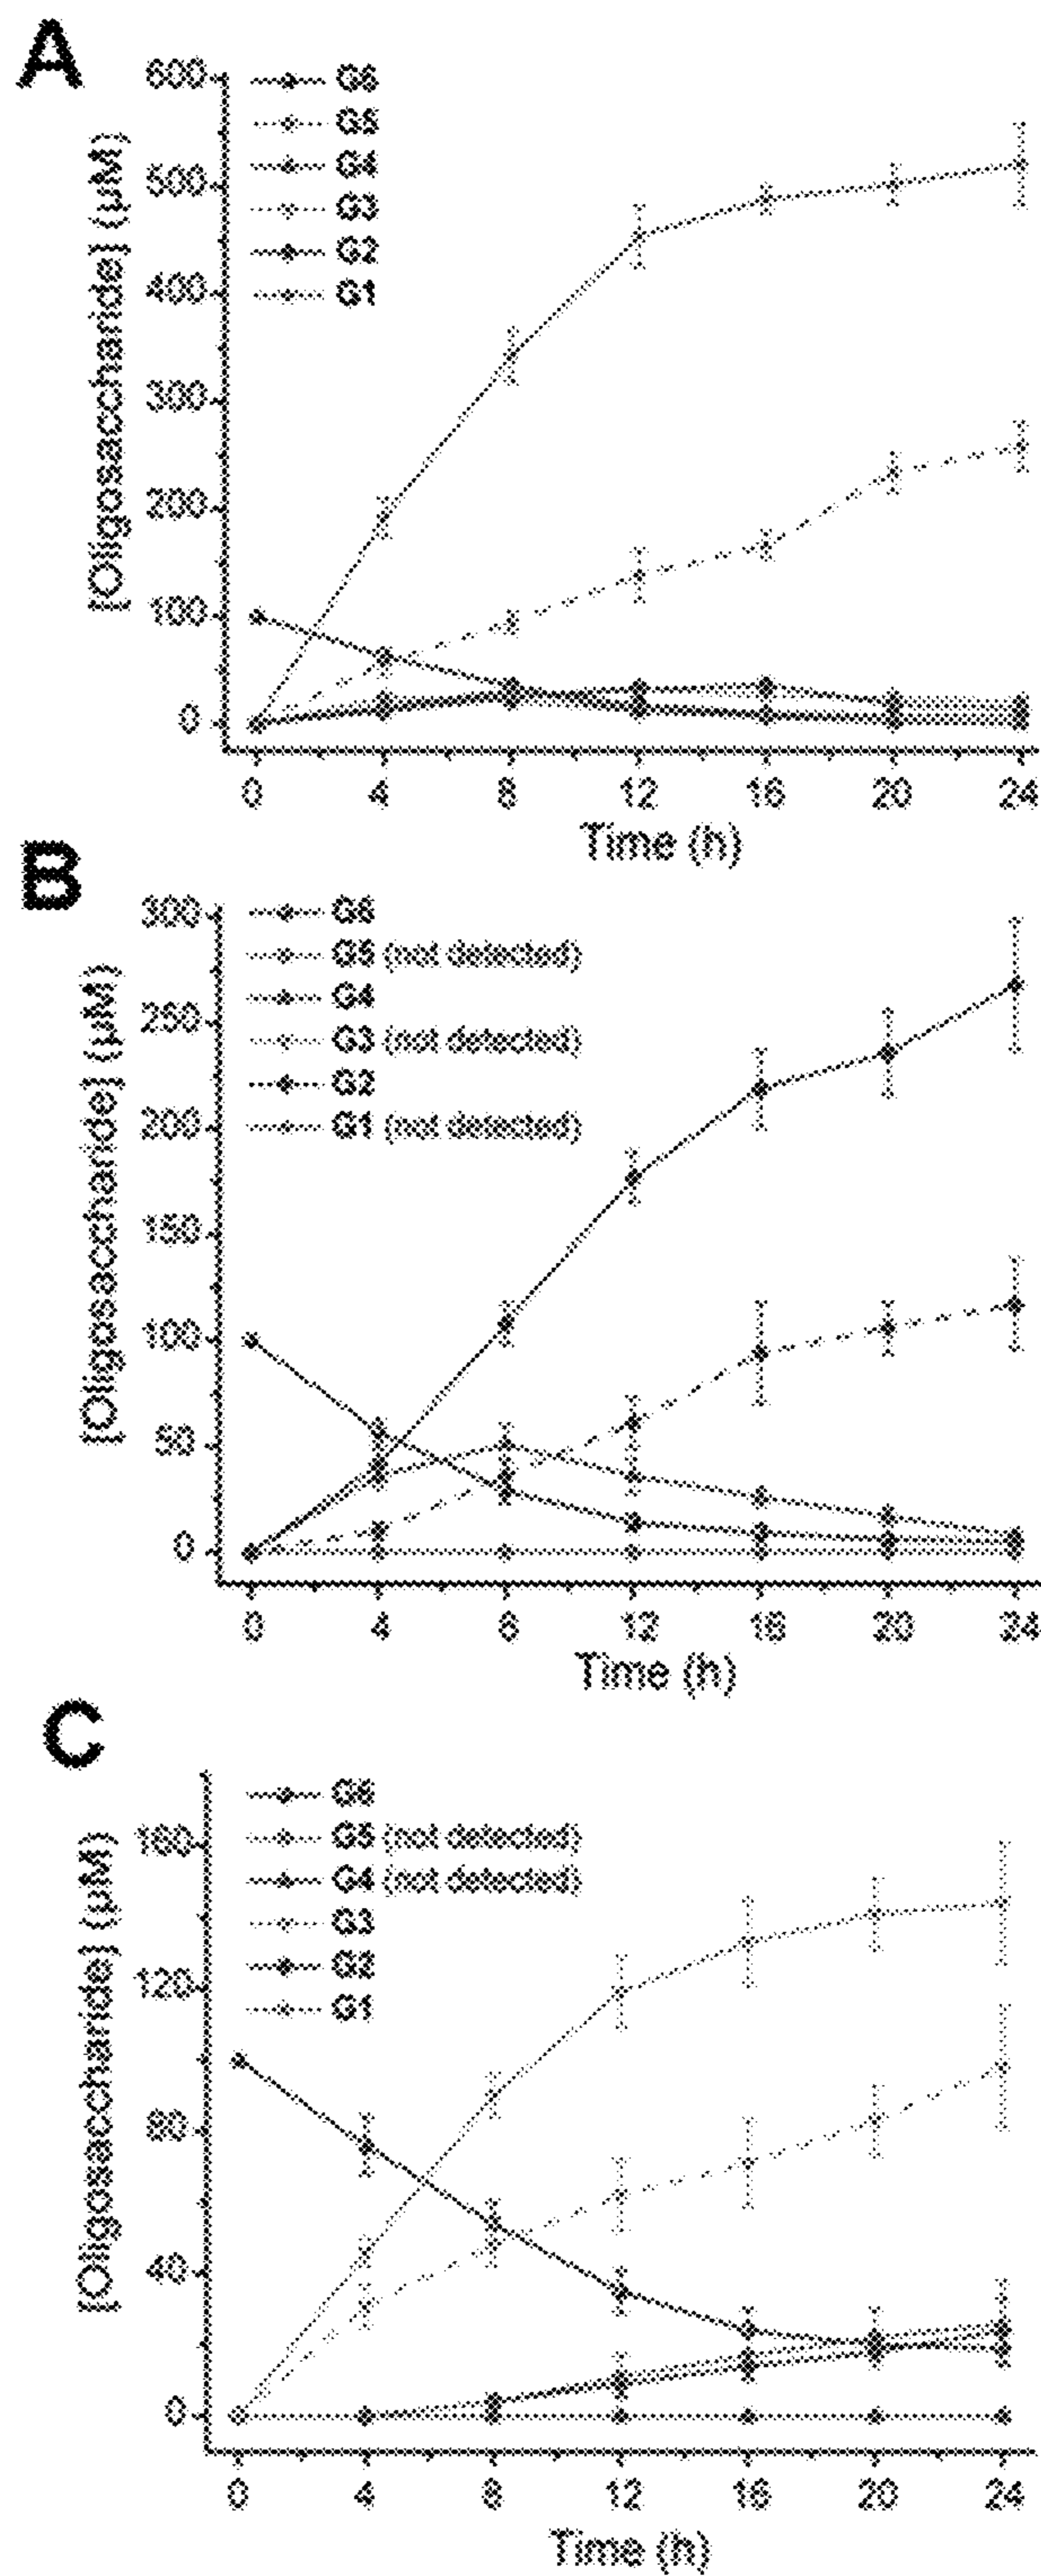 A
600
500
400
300
200
100
0
[Oligosaccharide] (µM)
G6
G5
G4
G3
G2
G1
0 4 8 12 16 20 24
Time (h)
B
300
250
200
150
100
50
0
[Oligosaccharide] (µM)
G6
G5 (not detected)
G4
G3 (not detected)
G2
G1 (not detected)
0 4 8 12 16 20 24
Time (h)
C
160
120
80
40
0
[Oligosaccharide] (µM)
G6
G5 (not detected)
G4 (not detected)
G3
G2
G1
0 4 8 12 16 20 24
Time (h)